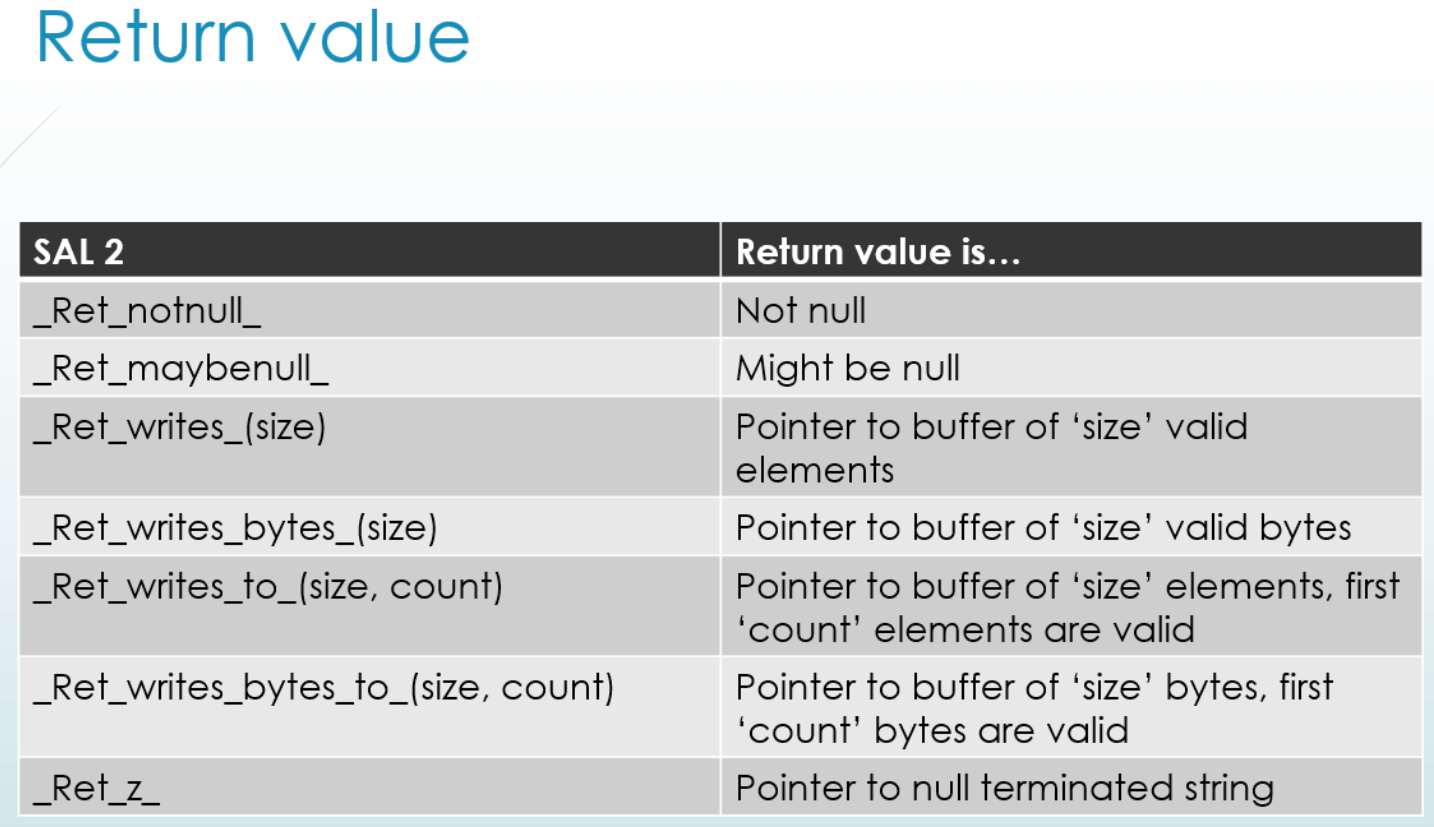 Return value
SAL 2
Return value is…
_Ret_notnull_
Not null
_Ret_maybenull_
Might be null
_Ret_writes_(size)
Pointer to buffer of ‘size’ valid
elements
_Ret_writes_bytes_(size)
Pointer to buffer of ‘size’ valid bytes
_Ret_writes_to_(size, count)
Pointer to buffer of ‘size’ elements, first
‘count’ elements are valid
_Ret_writes_bytes_to_(size, count)
Pointer to buffer of ‘size’ bytes, first
‘count’ bytes are valid
_Ret_z_
Pointer to null terminated string